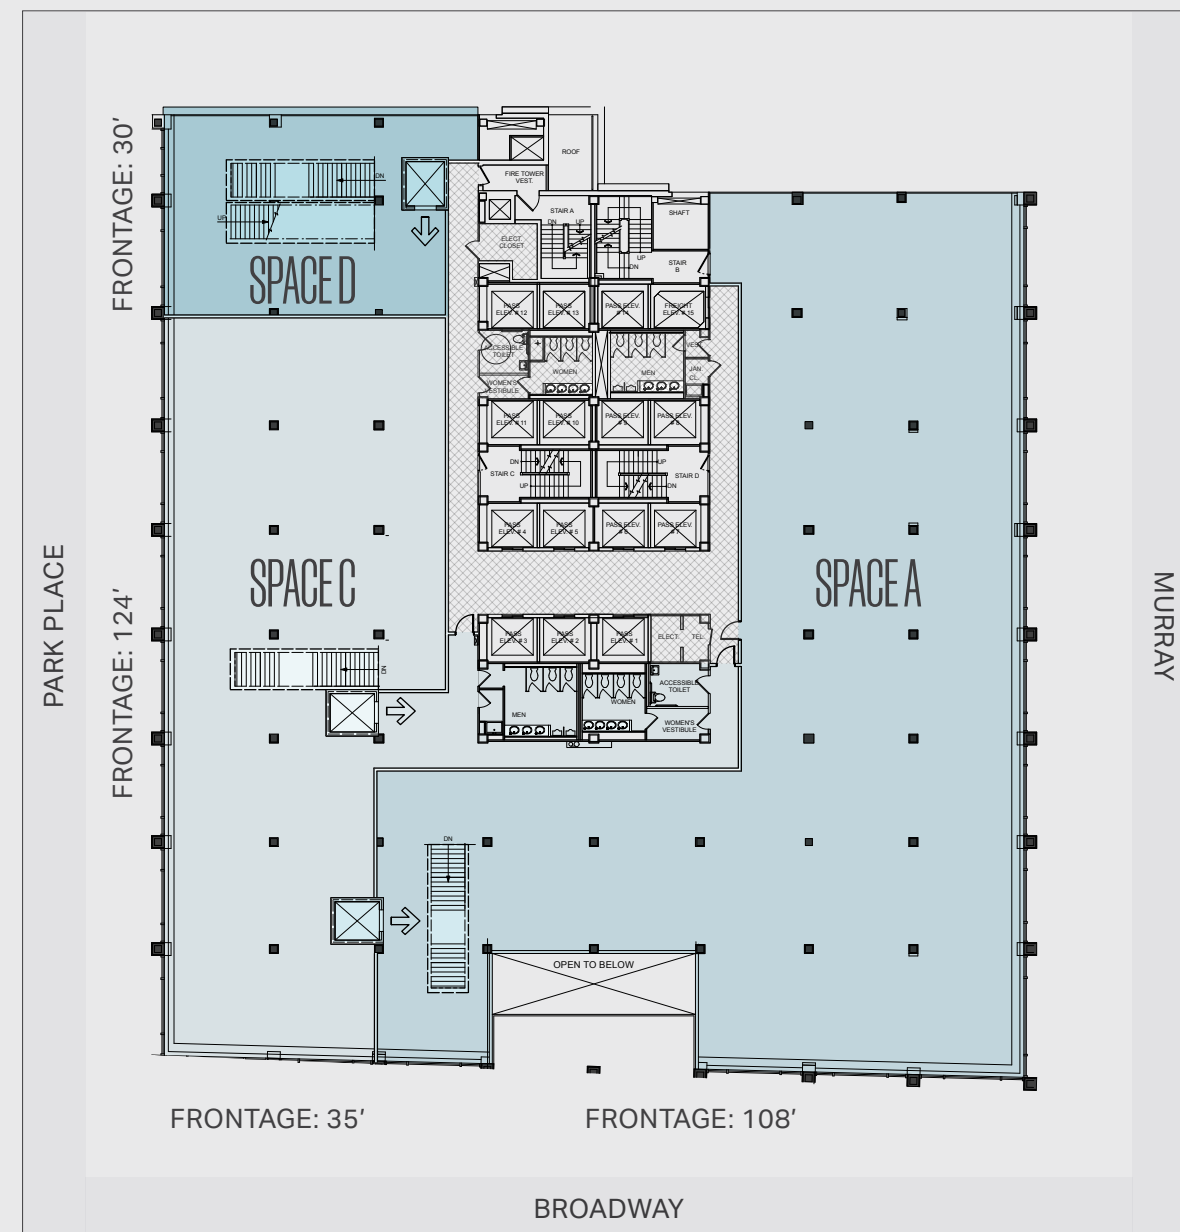 FRONTAGE: 30′
ROOF
FIRE TOWER
VEST.
DN
UP
STAIR A
DN
UP
SHAFT
ELECT.
CLOSET
UP
DN
STAIR
B
SPACE D
PASS
ELEV. # 12
PASS
ELEV. # 13
PASS ELEV.
# 14
FREIGHT
ELEV. # 15
ACCESSIBLE
TOILET
WOMEN
MEN
VEST.
JAN.
CL.
WOMEN'S
VESTIBULE
PASS
ELEV. # 11
PASS
ELEV. # 10
PASS ELEV.
# 9
PASS ELEV.
# 8
DN
STAIR C
UP
UP
STAIR D
DN
PASS
ELEV. # 4
PASS
ELEV. # 5
PASS ELEV.
# 6
PASS ELEV.
# 7
SPACE C
SPACE A
PARK PLACE
FRONTAGE: 124′
MURRAY
PASS
ELEV. # 3
PASS
ELEV. # 2
PASS
ELEV. # 1
ELECT.
TEL.
DN
ACCESSIBLE
TOILET
WOMEN
MEN
WOMEN'S
VESTIBULE
DN
OPEN TO BELOW
FRONTAGE: 35′
FRONTAGE: 108′
BROADWAY